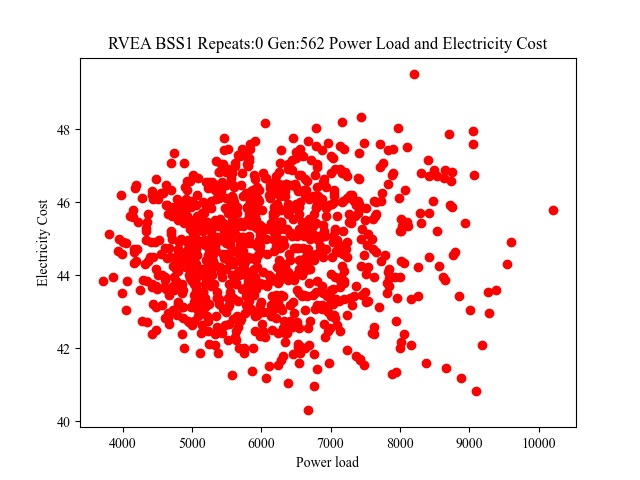 RVEA BSS1 Repeats:0 Gen:562 Power Load and Electricity Cost
48
46
44
42
40
Electricity Cost
4000 5000 6000 7000 8000 9000 10000
Power load